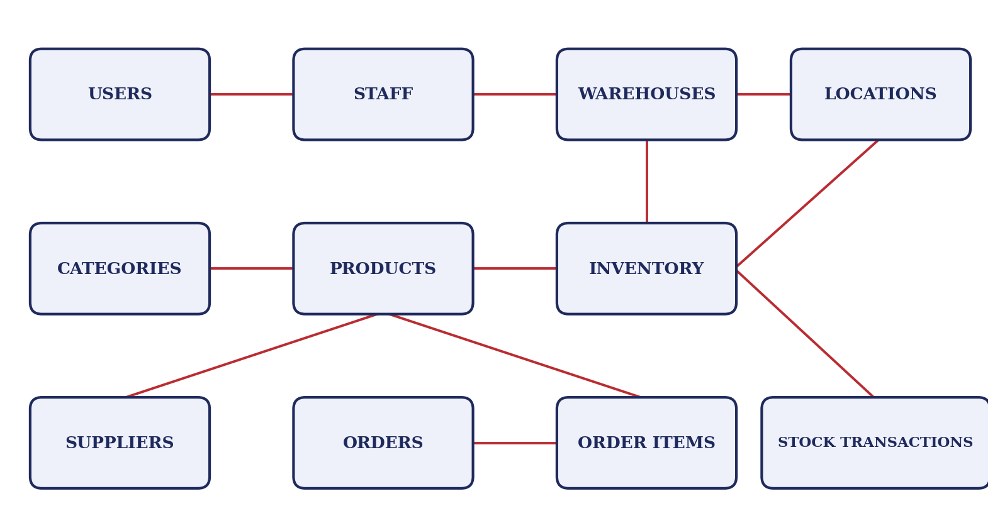 USERS
STAFF
WAREHOUSES
LOCATIONS
CATEGORIES
PRODUCTS
INVENTORY
SUPPLIERS
ORDERS
ORDER ITEMS
STOCK TRANSACTIONS